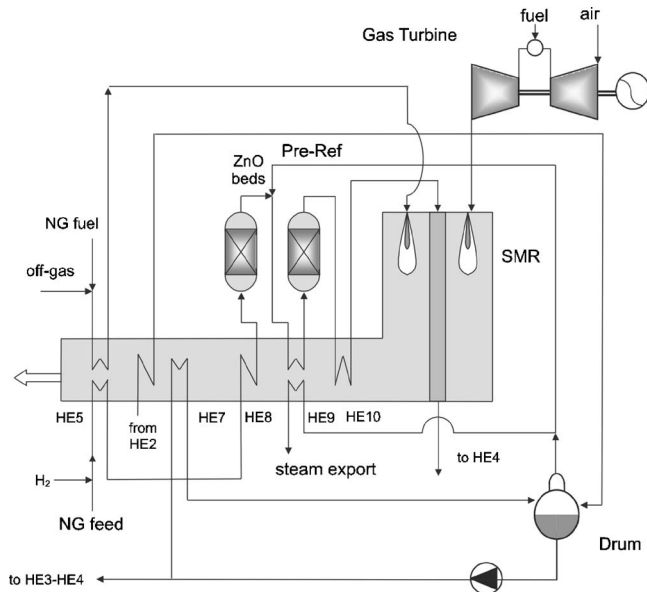 fuel
air
Gas Turbine
Pre-Ref
ZnO
beds
NG fuel
off-gas
SMR
HE5
from
HE2
HE7
HE8
HE9
HE10
steam export
to HE4
H₂
NG feed
Drum
to HE3-HE4